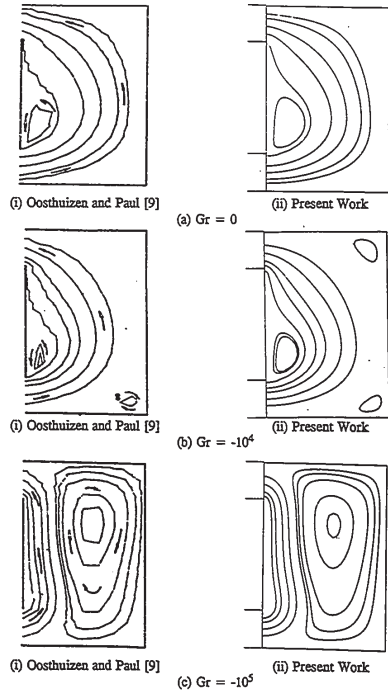 (i) Oosthuizen and Paul [9] (ii) Present Work
(a) Gr = 0
(i) Oosthuizen and Paul [9] (ii) Present Work
(b) Gr = -10⁴
(i) Oosthuizen and Paul [9] (ii) Present Work
(c) Gr = -10⁵